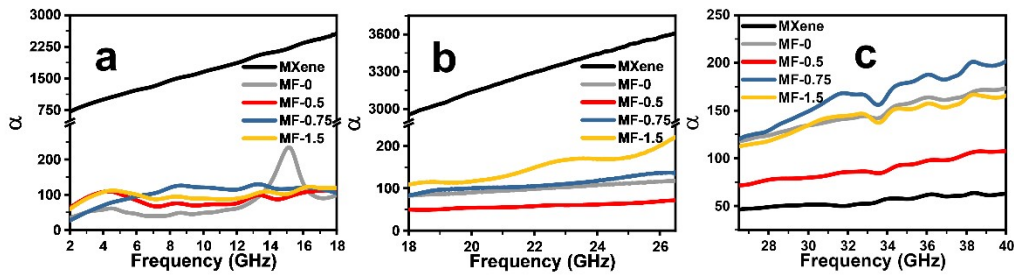 a
3000
2250
1500
750
200
100
0
α
MXene
MF-0
MF-0.5
MF-0.75
MF-1.5
2 4 6 8 10 12 14 16 18
Frequency (GHz)
b
3600
3300
3000
200
100
0
α
MXene
MF-0
MF-0.5
MF-0.75
MF-1.5
18 20 22 24 26
Frequency (GHz)
c
250
200
150
100
50
α
MXene
MF-0
MF-0.5
MF-0.75
MF-1.5
28 30 32 34 36 38 40
Frequency (GHz)